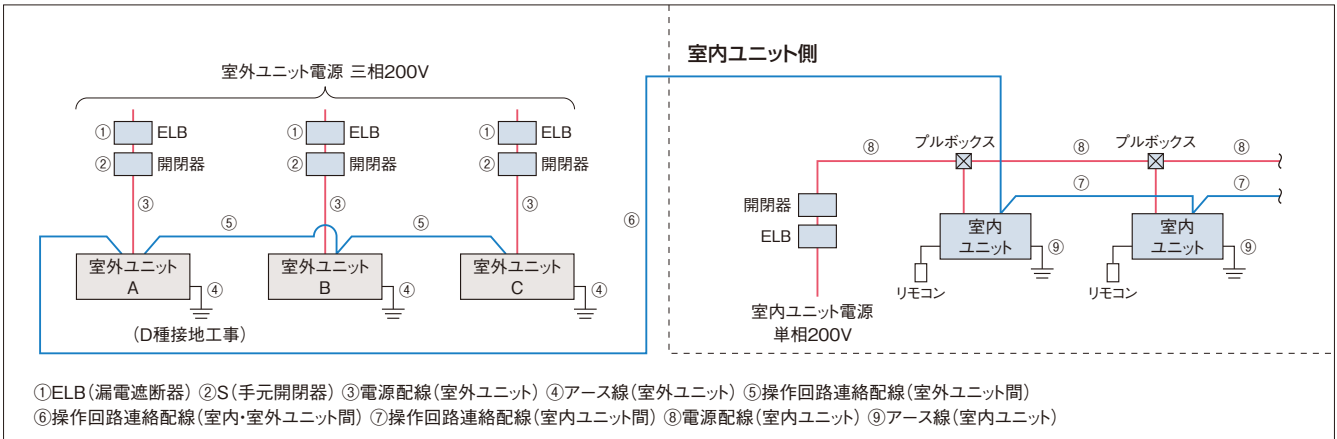 室内ユニット側
室外ユニット電源 三相200V
① ELB ① ELB ① ELB
② 開閉器 ② 開閉器 ② 開閉器
プルボックス プルボックス
⑧ ⑧ ⑧
③ ③ ③
⑦ ⑦
開閉器
ELB
⑤ ⑤ ⑥
室内
ユニット
⑨
室内
ユニット
⑨
室外ユニット
A
④
室外ユニット
B
④
室外ユニット
C
④
リモコン リモコン
(D種接地工事)
室内ユニット電源
単相200V
①ELB(漏電遮断器) ②S(手元開閉器) ③電源配線(室外ユニット) ④アース線(室外ユニット) ⑤操作回路連絡配線(室外ユニット間)
⑥操作回路連絡配線(室内・室外ユニット間) ⑦操作回路連絡配線(室内ユニット間) ⑧電源配線(室内ユニット) ⑨アース線(室内ユニット)